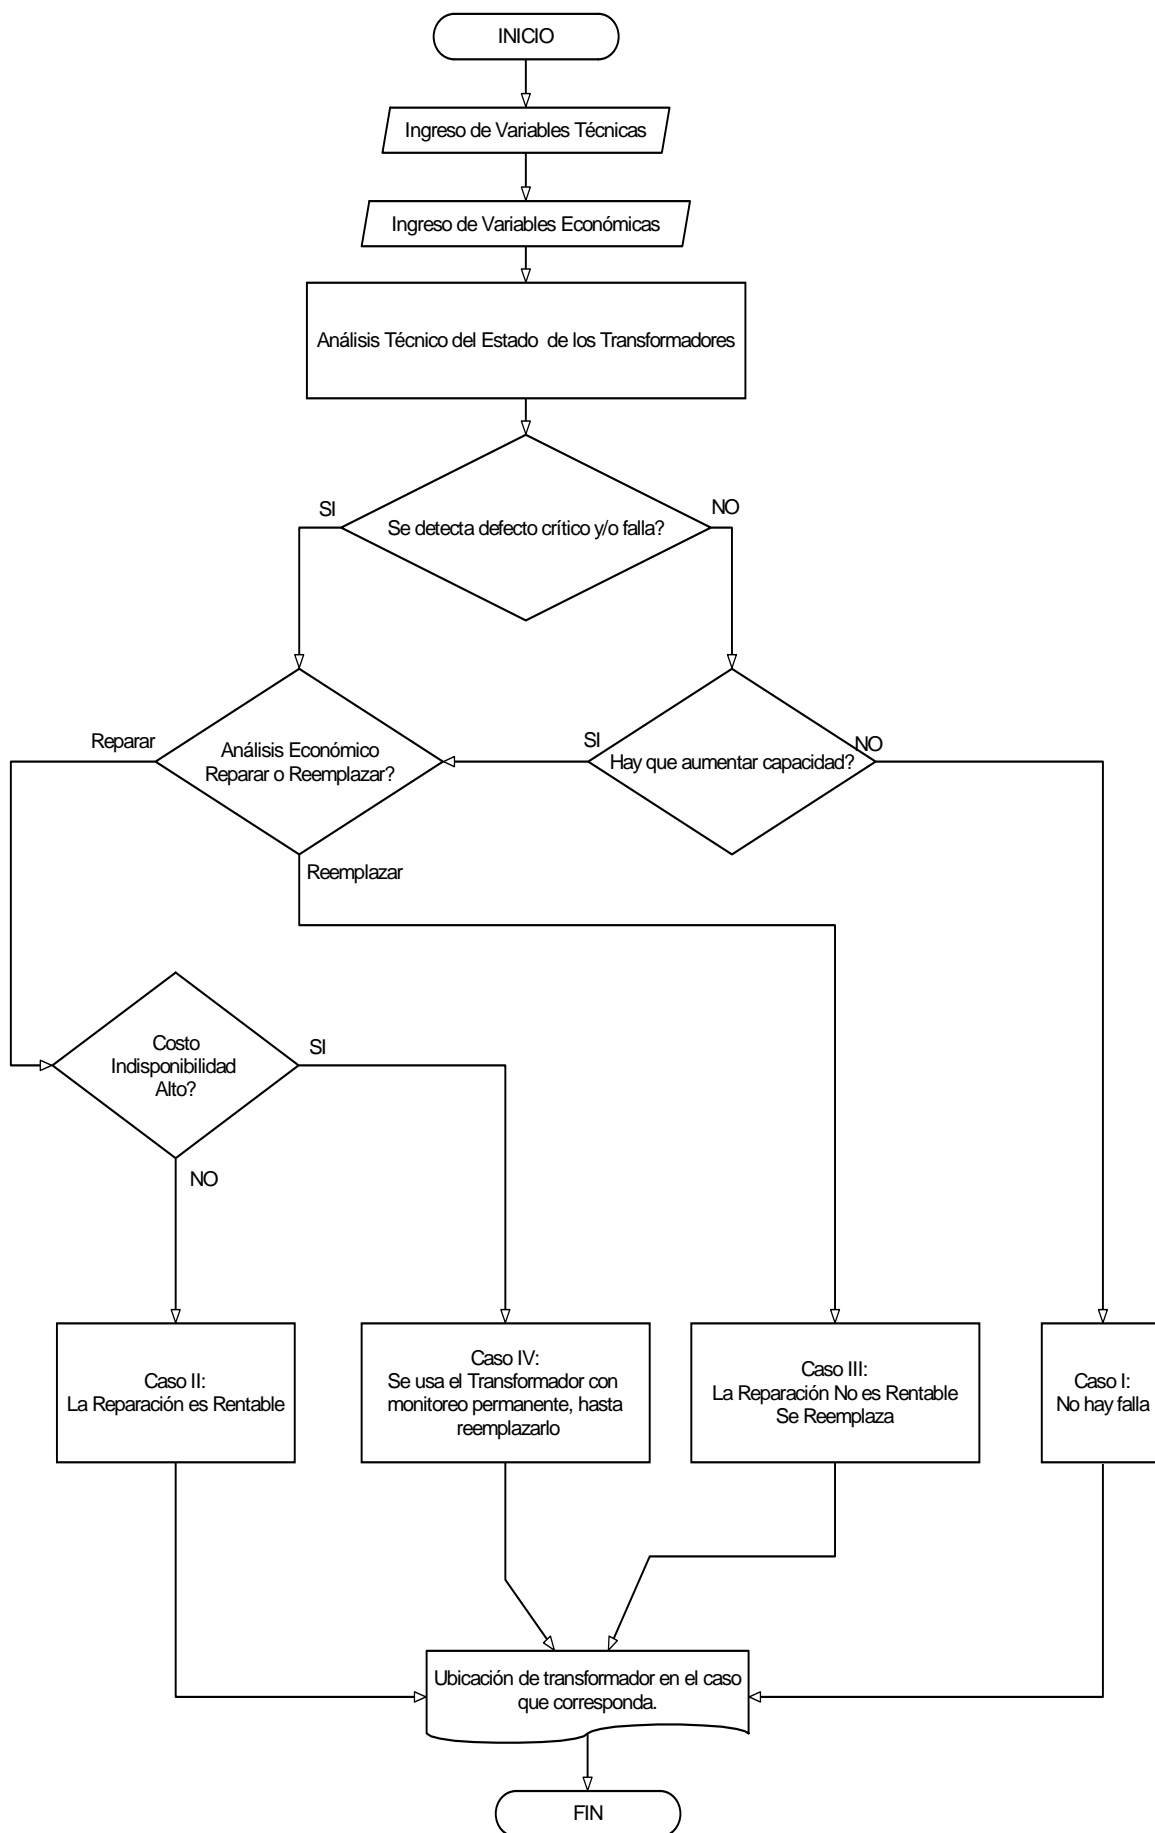 INICIO
Ingreso de Variables Técnicas
Ingreso de Variables Económicas
Análisis Técnico del Estado de los Transformadores
SI
NO
Se detecta defecto crítico y/o falla?
Reparar
Análisis Económico
Reparar o Reemplazar?
SI
Hay que aumentar capacidad?
NO
Reemplazar
Costo
Indisponibilidad
Alto?
SI
NO
Caso II:
La Reparación es Rentable
Caso IV:
Se usa el Transformador con
monitoreo permanente, hasta
reemplazarlo
Caso III:
La Reparación No es Rentable
Se Reemplaza
Caso I:
No hay falla
Ubicación de transformador en el caso
que corresponda.
FIN